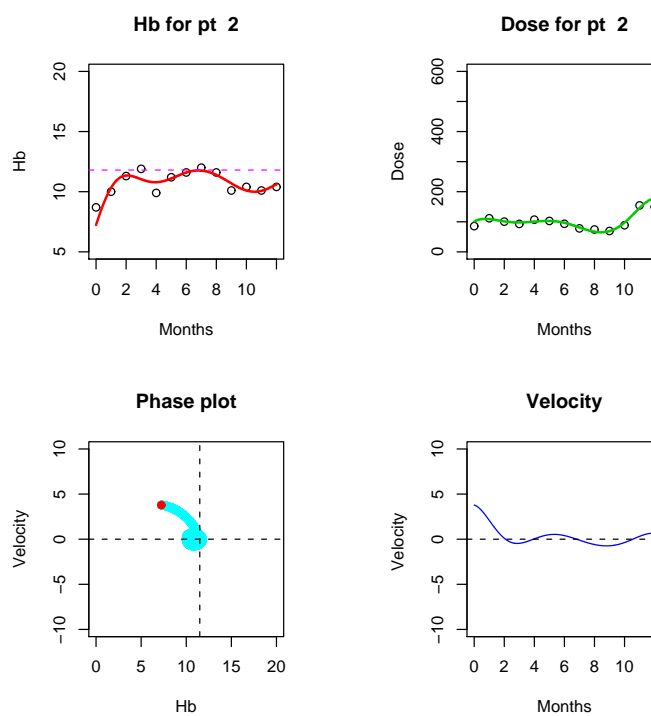 Hb for pt 2
20
15
10
5
Hb
0 2 4 6 8 10
Months
Dose for pt 2
600
400
200
0
Dose
0 2 4 6 8 10
Months
Phase plot
10
5
0
−5
−10
Velocity
0 5 10 15 20
Hb
Velocity
10
5
0
−5
−10
Velocity
0 2 4 6 8 10
Months